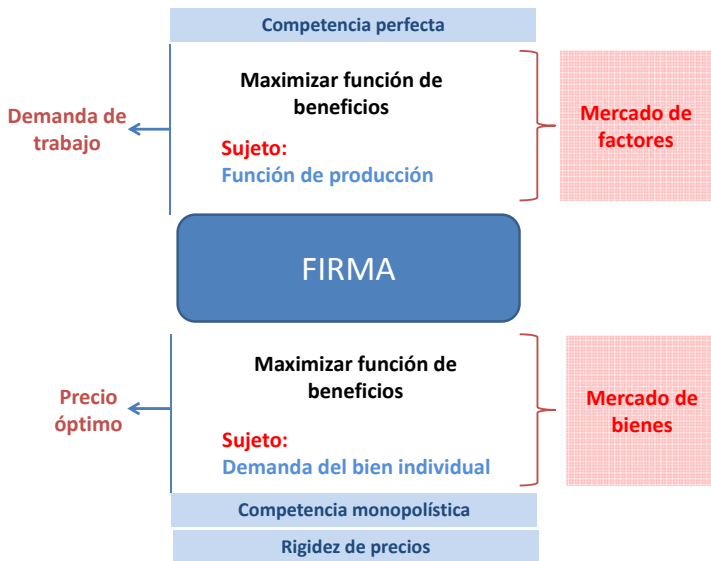 Competencia perfecta
Maximizar función de
beneficios
Demanda de
trabajo
Sujeto:
Función de producción
Mercado de
factores
FIRMA
Maximizar función de
beneficios
Precio
óptimo
Sujeto:
Demanda del bien individual
Mercado de
bienes
Competencia monopolística
Rigidez de precios